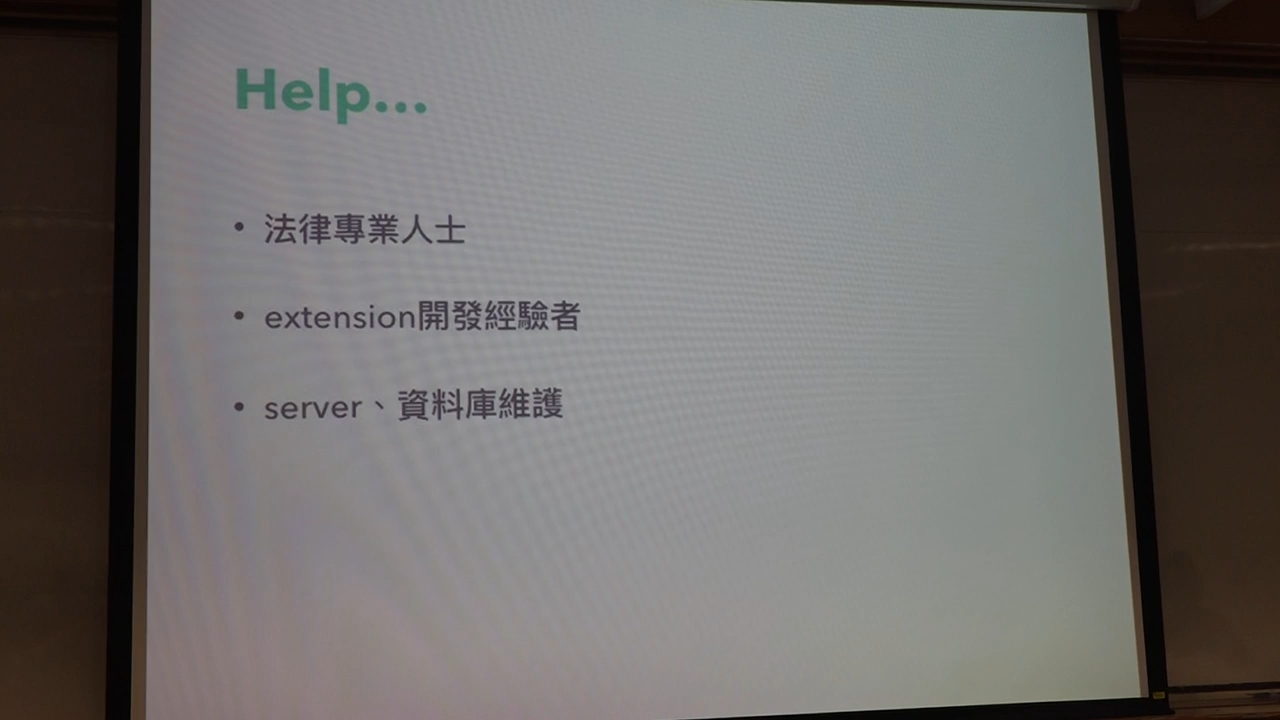 Help...
• 法律專業人士
• extension開發經驗者
• server、資料庫維護